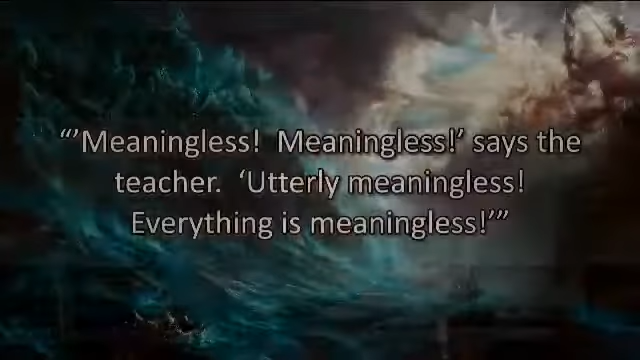 “’Meaningless!  Meaningless!’ says the
teacher.  ‘Utterly meaningless!
Everything is meaningless!’”